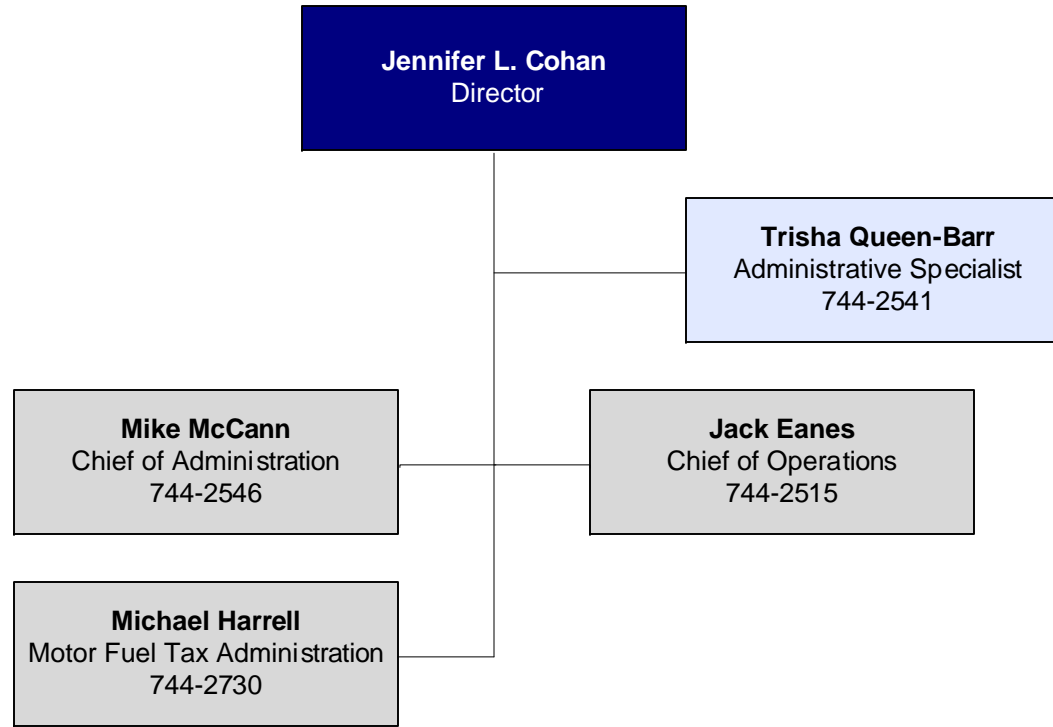 Jennifer L. Cohan
Director
Trisha Queen-Barr
Administrative Specialist
744-2541
Mike McCann
Chief of Administration
744-2546
Jack Eanes
Chief of Operations
744-2515
Michael Harrell
Motor Fuel Tax Administration
744-2730